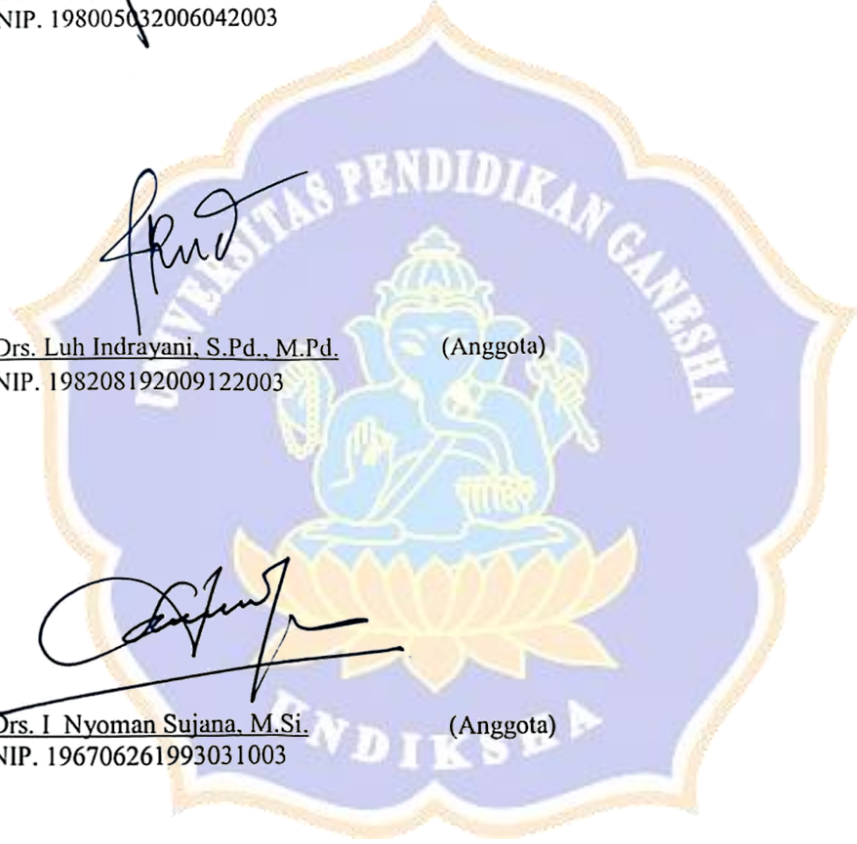 NIP. 198005032006042003
UNIVERSITAS PENDIDIKAN GANESHA
Drs. Luh Indrayani, S.Pd., M.Pd. (Anggota)
NIP. 198208192009122003
Drs. I Nyoman Sujana, M.Si. (Anggota)
NIP. 196706261993031003
UNDIKSHA